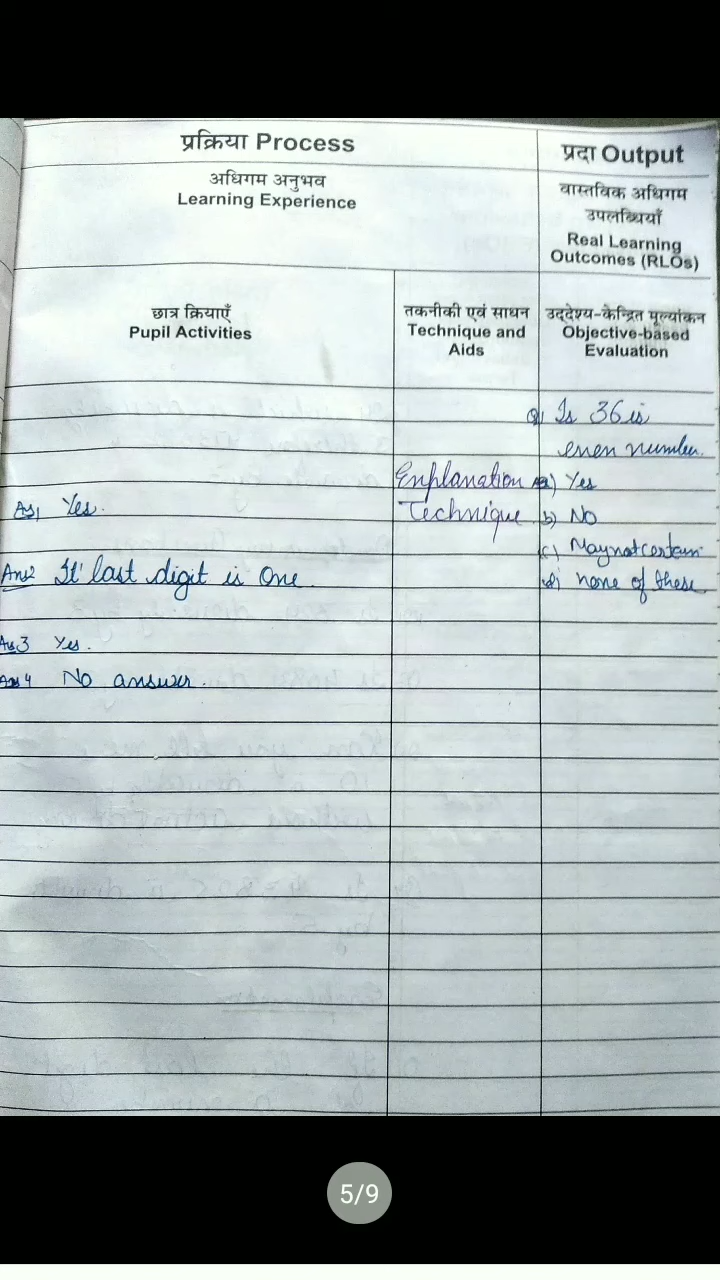 प्रक्रिया Process
प्रदा Output
अधिगम अनुभव
Learning Experience
वास्तविक अधिगम
उपलब्धियाँ
Real Learning
Outcomes (RLOs)
छात्र क्रियाएँ
Pupil Activities
तकनीकी एवं साधन
Technique and
Aids
उद्देश्य-केन्द्रित मूल्यांकन
Objective-based
Evaluation
Q) Is 36 is
even number.
Explanation
Technique
a) Yes
b) No
(c) May not certain
d) none of these
As1 Yes.
Ans2 It' last digit is One.
As3 Yes.
Ans4 No answer.
5/9